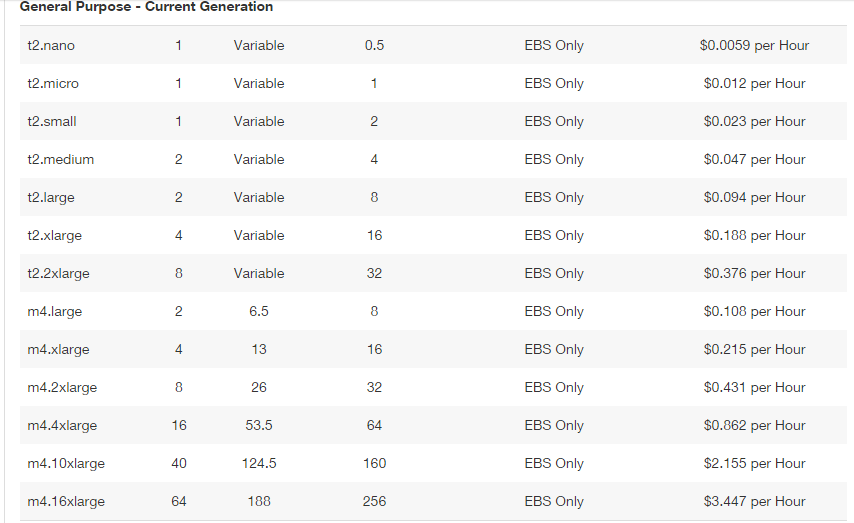 General Purpose - Current Generation
t2.nano 1 Variable 0.5 EBS Only $0.0059 per Hour
t2.micro 1 Variable 1 EBS Only $0.012 per Hour
t2.small 1 Variable 2 EBS Only $0.023 per Hour
t2.medium 2 Variable 4 EBS Only $0.047 per Hour
t2.large 2 Variable 8 EBS Only $0.094 per Hour
t2.xlarge 4 Variable 16 EBS Only $0.188 per Hour
t2.2xlarge 8 Variable 32 EBS Only $0.376 per Hour
m4.large 2 6.5 8 EBS Only $0.108 per Hour
m4.xlarge 4 13 16 EBS Only $0.215 per Hour
m4.2xlarge 8 26 32 EBS Only $0.431 per Hour
m4.4xlarge 16 53.5 64 EBS Only $0.862 per Hour
m4.10xlarge 40 124.5 160 EBS Only $2.155 per Hour
m4.16xlarge 64 188 256 EBS Only $3.447 per Hour